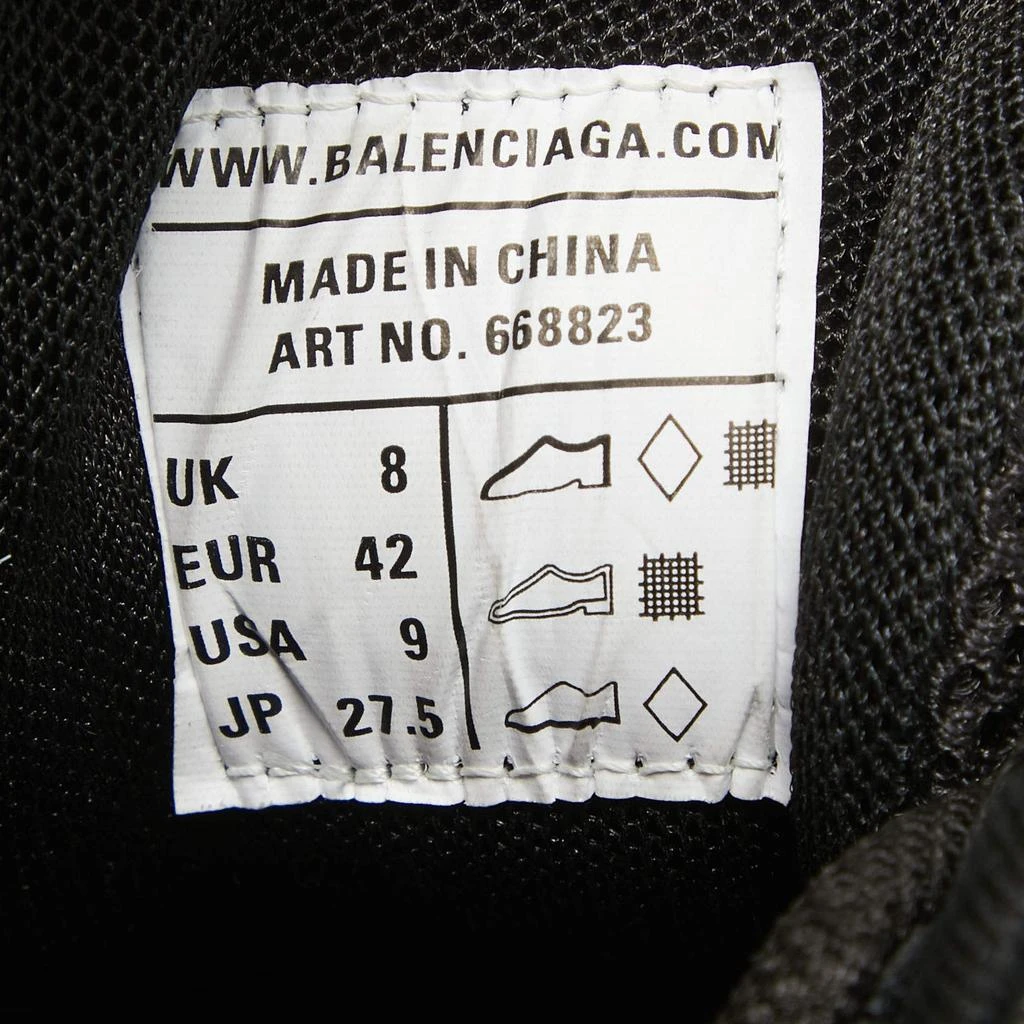 WWW.BALENCIAGA.COM
MADE IN CHINA
ART NO. 668823
UK 8
EUR 42
USA 9
JP 27.5